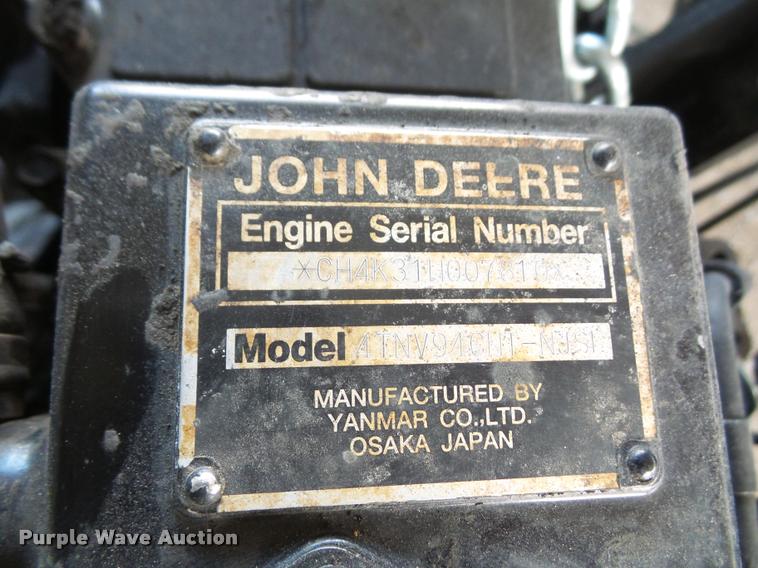 JOHN DEERE
Engine Serial Number
Model
MANUFACTURED BY
YANMAR CO.,LTD.
OSAKA JAPAN
Purple Wave Auction